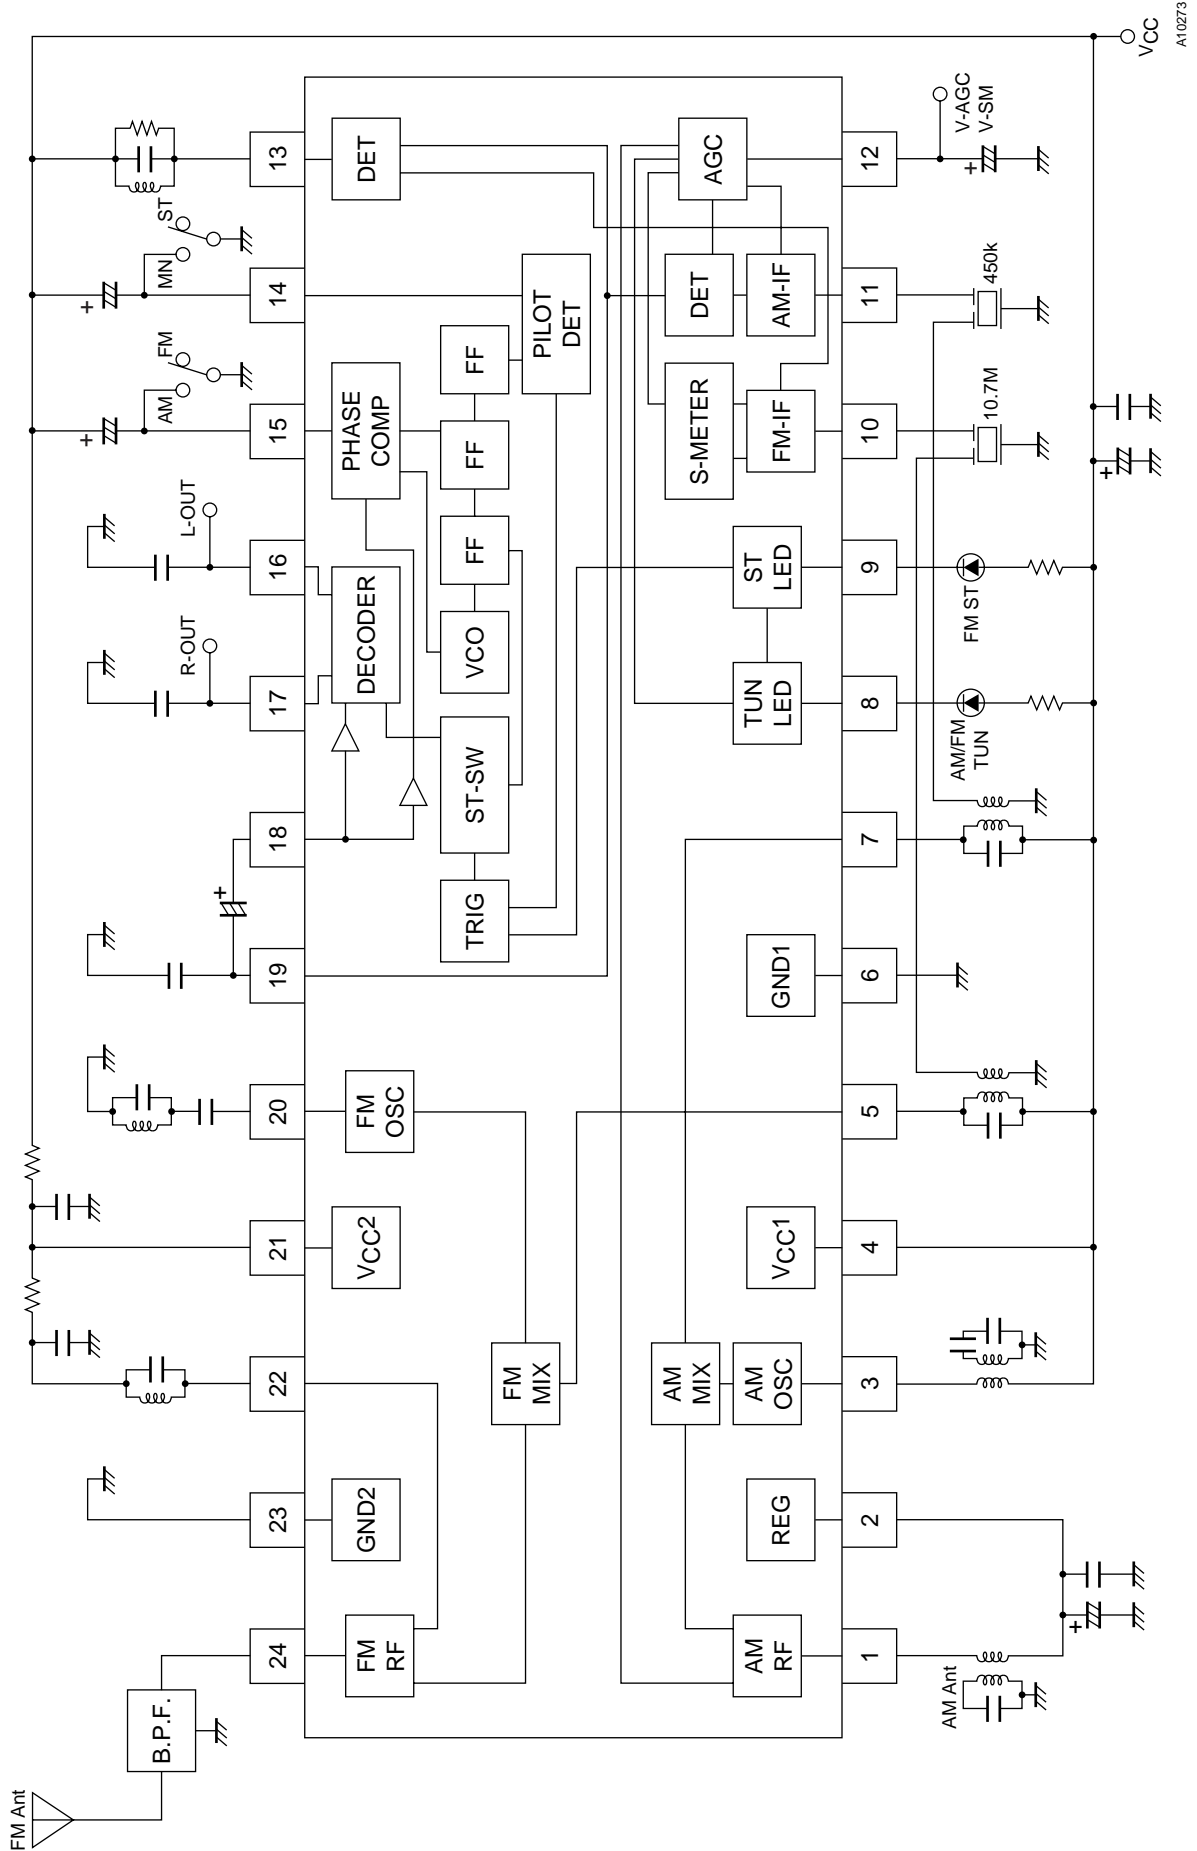 FM Ant
B.P.F.
24
23
22
21
20
19
18
17
16
15
14
13
+
R-OUT
L-OUT
+
AM
FM
+
MN
ST
FM
RF
GND2
VCC2
FM
OSC
DECODER
PHASE
COMP
DET
FM
MIX
TRIG
ST-SW
VCO
FF
FF
FF
PILOT
DET
AM
MIX
S-METER
DET
AGC
AM
RF
REG
AM
OSC
VCC1
GND1
TUN
LED
ST
LED
FM-IF
AM-IF
1
2
3
4
5
6
7
8
9
10
11
12
AM Ant
+
AM/FM
TUN
FM ST
10.7M
450k
+
V-AGC
V-SM
+
VCC
A10273